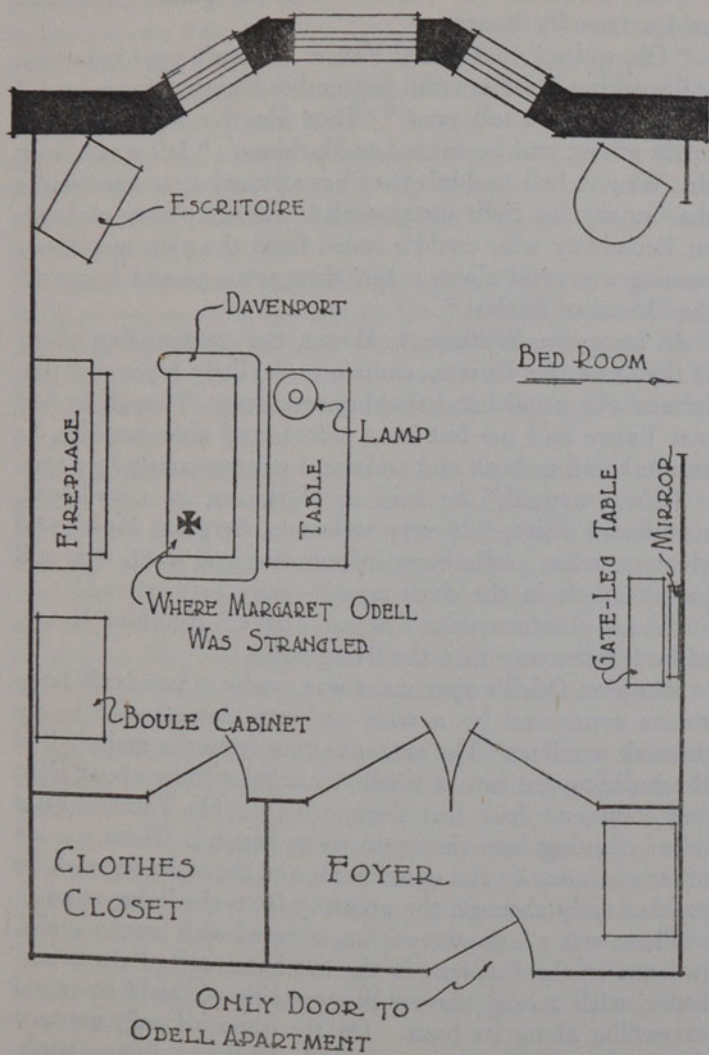 ESCRITOIRE
DAVENPORT
BED ROOM
LAMP
FIREPLACE
TABLE
MIRROR
GATE-LEG TABLE
WHERE MARGARET ODELL
WAS STRANGLED
BOULE CABINET
CLOTHES
CLOSET
FOYER
ONLY DOOR TO
ODELL APARTMENT